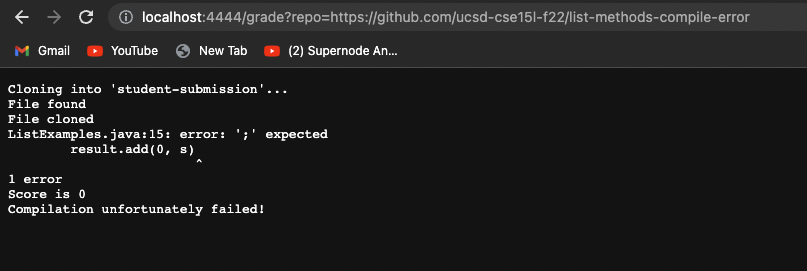 localhost:4444/grade?repo=https://github.com/ucsd-cse15l-f22/list-methods-compile-error
Gmail YouTube New Tab (2) Supernode An...
Cloning into 'student-submission'...
File found
File cloned
ListExamples.java:15: error: ';' expected
        result.add(0, s)
                        ^
1 error
Score is 0
Compilation unfortunately failed!